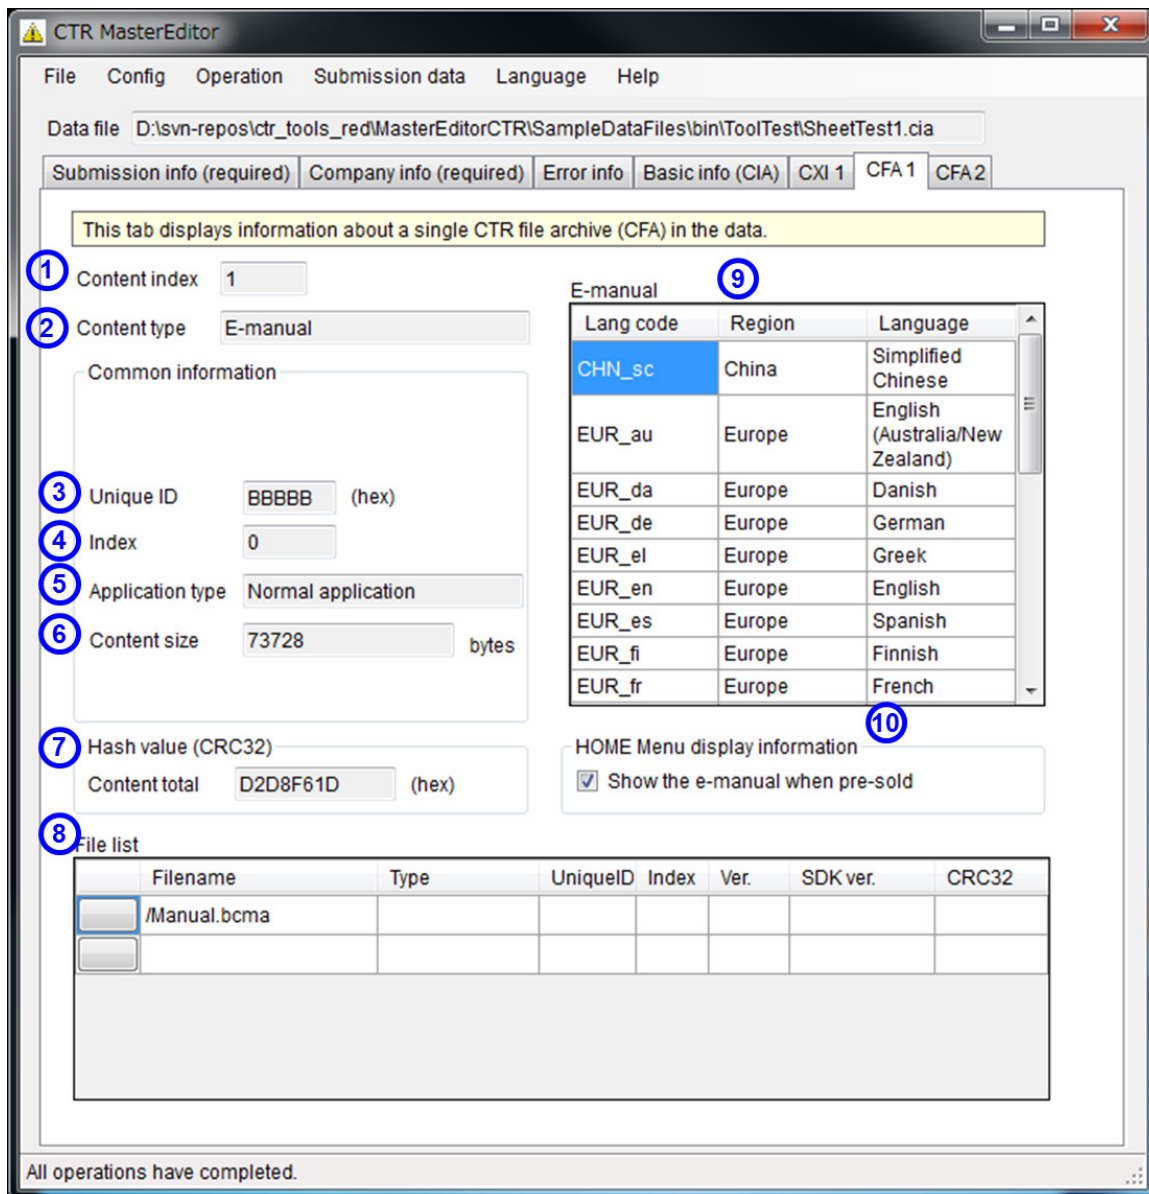 CTR MasterEditor
File Config Operation Submission data Language Help
Data file D:\svn-repos\ctr_tools_red\MasterEditorCTR\SampleDataFiles\bin\ToolTest\SheetTest1.cia
Submission info (required) Company info (required) Error info Basic info (CIA) CXI 1 CFA 1 CFA 2
This tab displays information about a single CTR file archive (CFA) in the data.
1 Content index 1
2 Content type E-manual
Common information
3 Unique ID BBBBB (hex)
4 Index 0
5 Application type Normal application
6 Content size 73728 bytes
7 Hash value (CRC32)
Content total D2D8F61D (hex)
9
E-manual
Lang code Region Language
CHN_sc China Simplified Chinese
EUR_au Europe English (Australia/New Zealand)
EUR_da Europe Danish
EUR_de Europe German
EUR_el Europe Greek
EUR_en Europe English
EUR_es Europe Spanish
EUR_fi Europe Finnish
EUR_fr Europe French
10
HOME Menu display information
Show the e-manual when pre-sold
8 File list
Filename Type UniqueID Index Ver. SDK ver. CRC32
/Manual.bcma
All operations have completed.